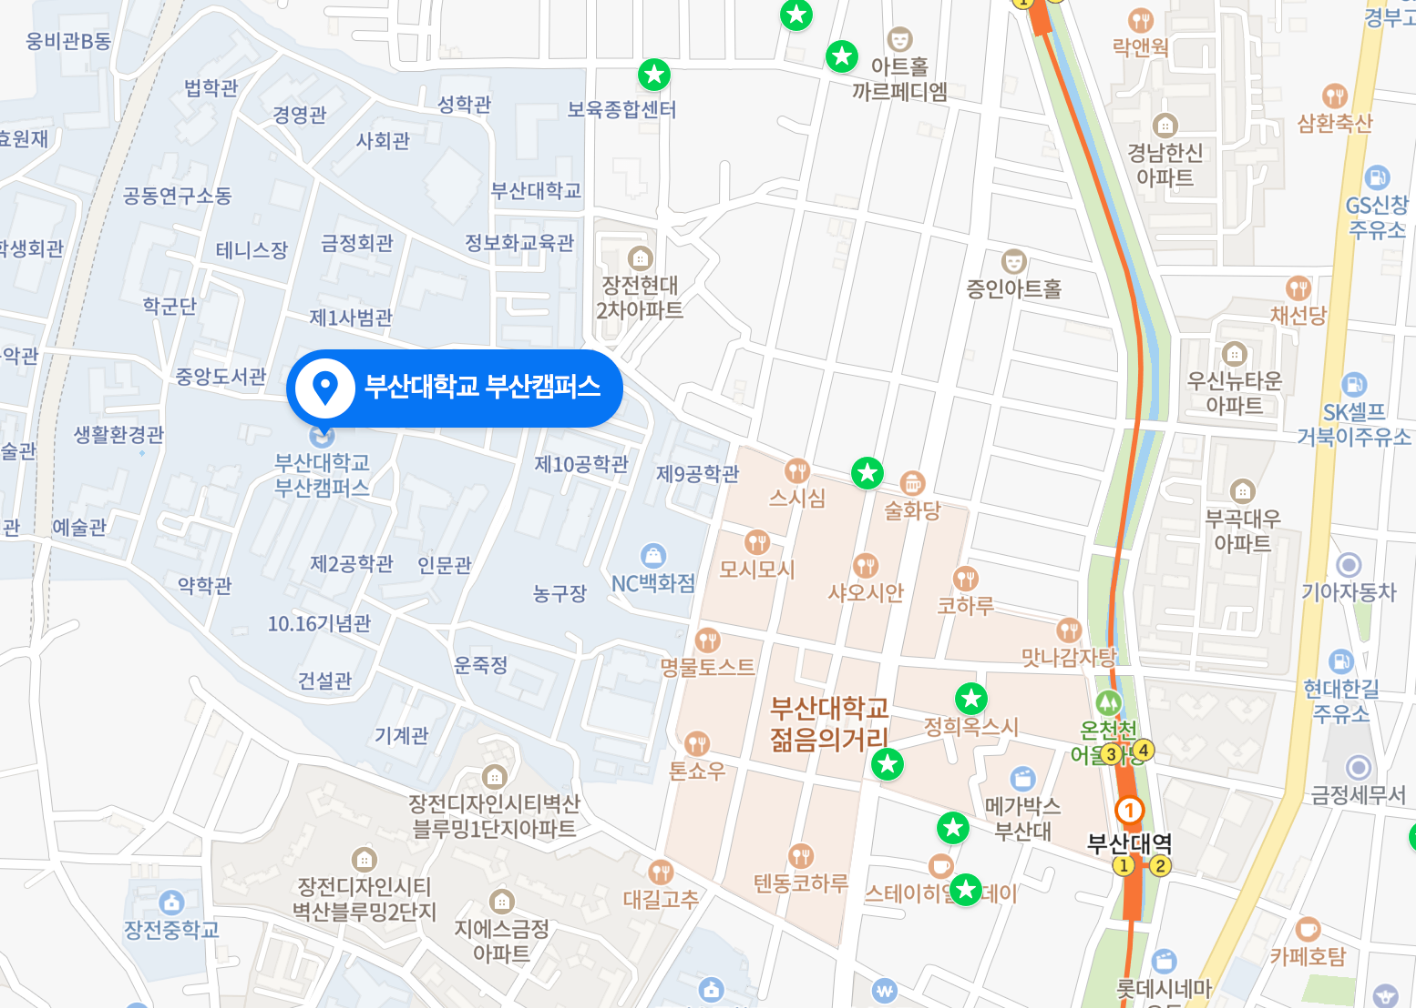 웅비관B동
법학관
경영관
성학관
사회관
보육종합센터
아트홀
까르페디엠
락앤웍
삼환축산
경남한신
아파트
효원재
공동연구소동
부산대학교
GS신창
주유소
학생회관
테니스장
금정회관
정보화교육관
장전현대
2차아파트
증인아트홀
채선당
학군단
제1사범관
중앙도서관
우신뉴타운
아파트
부산대학교 부산캠퍼스
SK셀프
거북이주유소
생활환경관
부산대학교
부산캠퍼스
제10공학관
제9공학관
스시심
술화당
부곡대우
아파트
예술관
제2공학관
인문관
NC백화점
모시모시
샤오시안
코하루
기아자동차
약학관
농구장
10.16기념관
맛나감자탕
운죽정
명물토스트
건설관
현대한길
주유소
부산대학교
젊음의거리
정희옥스시
온천천
3
4
기계관
톤쇼우
금정세무서
장전디자인시티벽산
블루밍1단지아파트
메가박스
부산대
1
부산대역
1
2
장전디자인시티
벽산블루밍2단지
대길고추
텐동코하루
장전중학교
지에스금정
아파트
카페호탐
롯데시네마